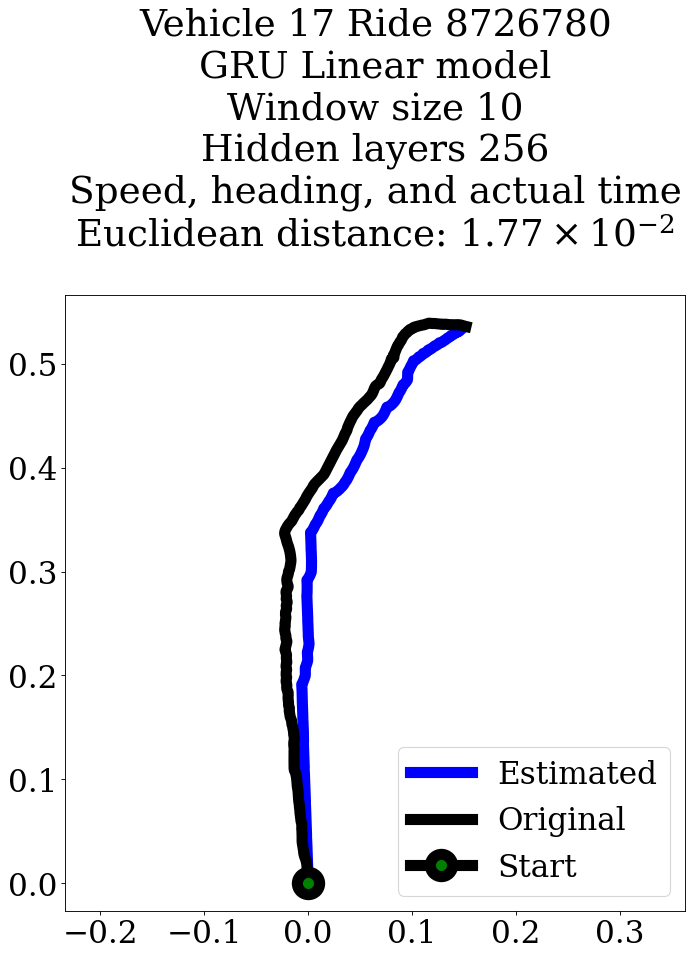 Vehicle 17 Ride 8726780
GRU Linear model
Window size 10
Hidden layers 256
Speed, heading, and actual time
Euclidean distance: 1.77 × 10⁻²
0.5
0.4
0.3
0.2
0.1
0.0
Estimated
Original
Start
−0.2 −0.1 0.0 0.1 0.2 0.3